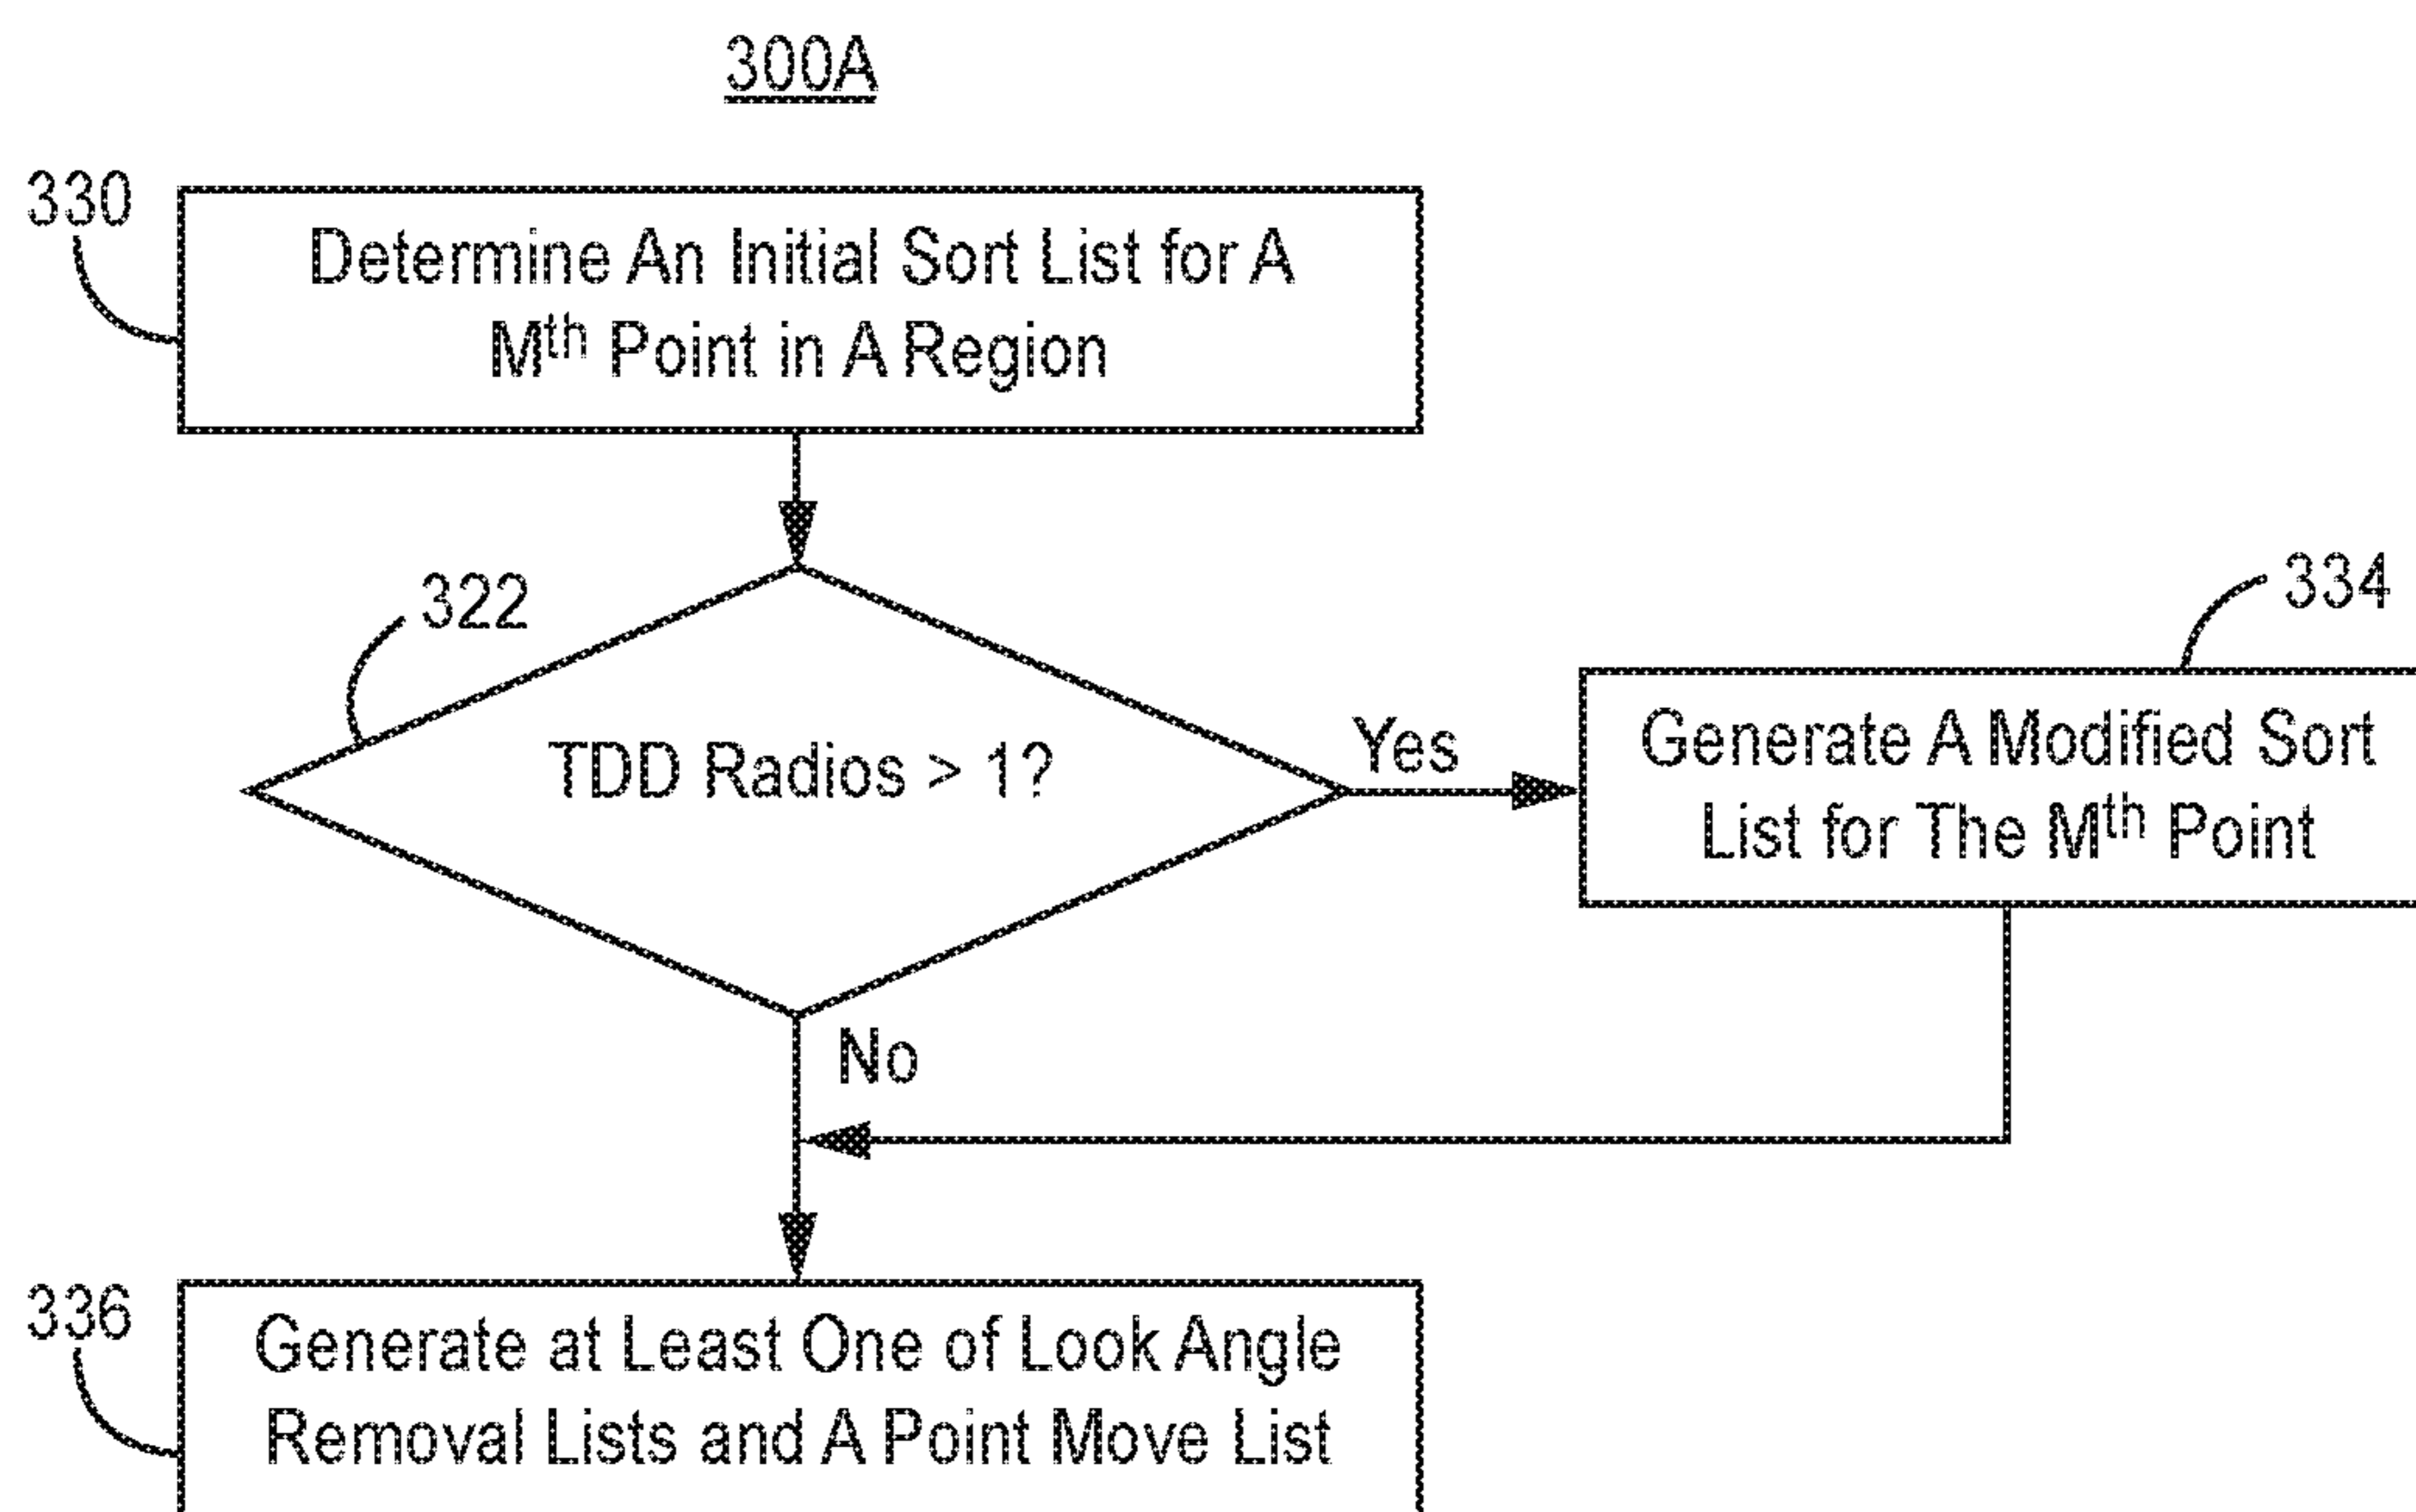 300A
330
Determine An Initial Sort List for A
Mth Point in A Region
322
334
TDD Radios > 1?
Yes
Generate A Modified Sort
List for The Mth Point
No
336
Generate at Least One of Look Angle
Removal Lists and A Point Move List